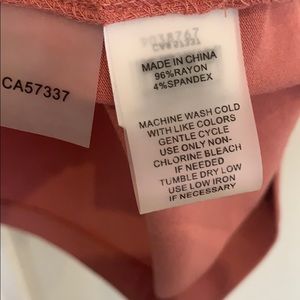 CA57337
MADE IN CHINA
96%RAYON
4%SPANDEX
MACHINE WASH COLD
WITH LIKE COLORS
GENTLE CYCLE
USE ONLY NON-
CHLORINE BLEACH
IF NEEDED
TUMBLE DRY LOW
USE LOW IRON
IF NECESSARY